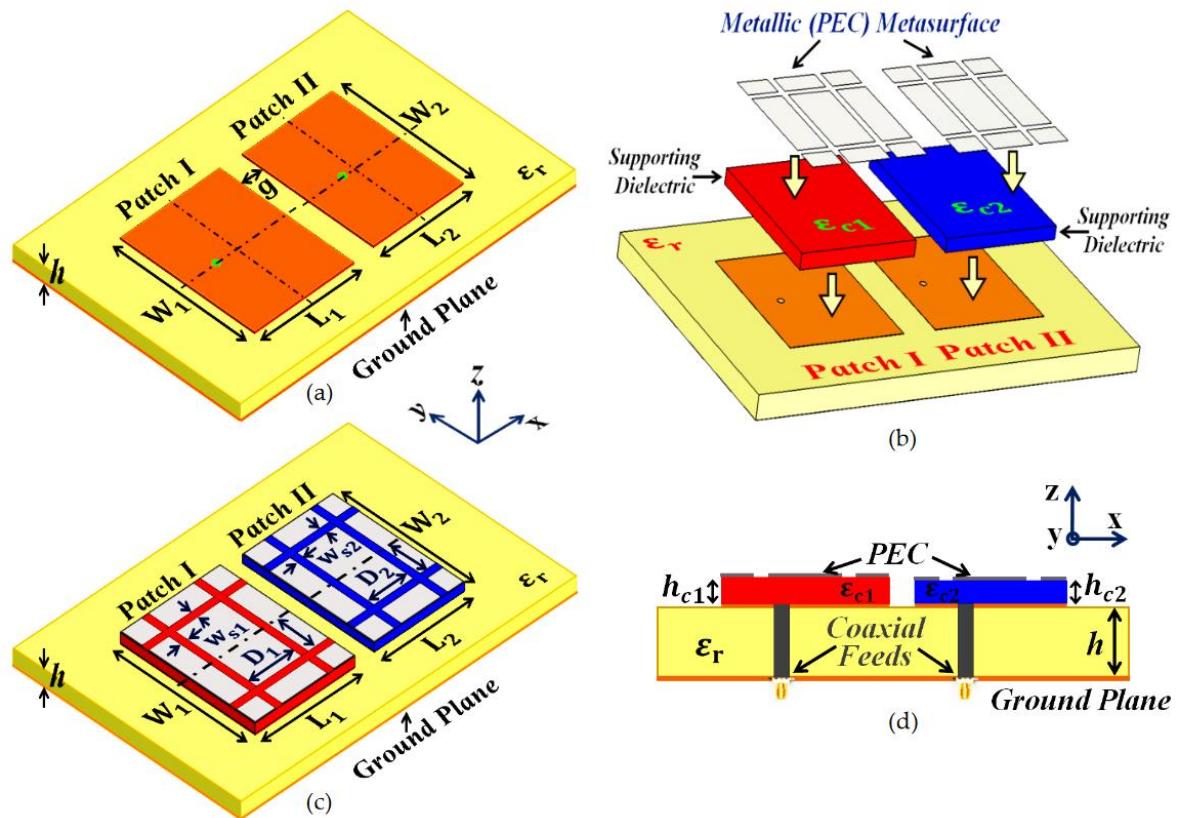 Patch I
Patch II
W₁
W₂
g
L₁
L₂
εᵣ
h
Ground Plane
(a)
Metallic (PEC) Metasurface
Supporting
Dielectric
εc1
εc2
Supporting
Dielectric
εᵣ
Patch I Patch II
(b)
z
y
x
Patch I
Patch II
Ws1
Ws2
D₁
D₂
W₁
W₂
L₁
L₂
εᵣ
h
Ground Plane
(c)
z
y
x
PEC
hc1
εc1
εc2
hc2
εr
Coaxial
Feeds
h
Ground Plane
(d)